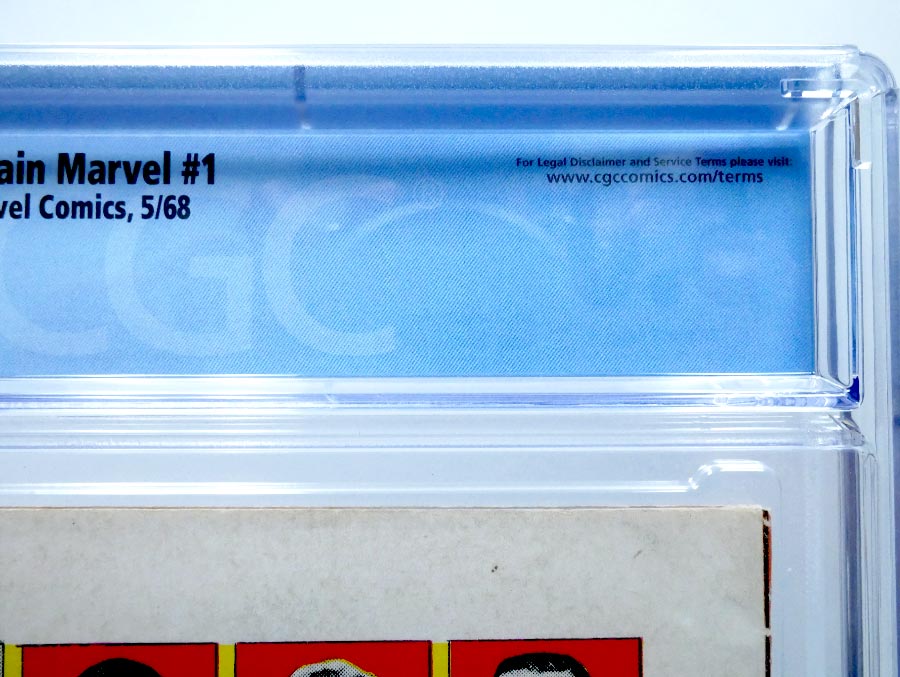 ain Marvel #1
vel Comics, 5/68
For Legal Disclaimer and Service Terms please visit:
www.cgccomics.com/terms
CGC